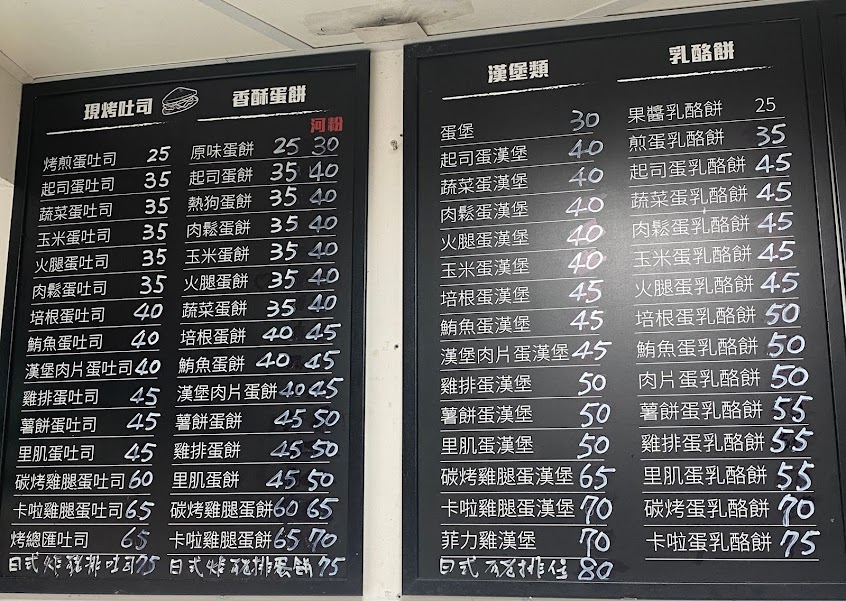 現烤吐司
烤煎蛋吐司 25
起司蛋吐司 35
蔬菜蛋吐司 35
玉米蛋吐司 35
火腿蛋吐司 35
肉鬆蛋吐司 35
培根蛋吐司 40
鮪魚蛋吐司 40
漢堡肉片蛋吐司 40
雞排蛋吐司 45
薯餅蛋吐司 45
里肌蛋吐司 45
碳烤雞腿蛋吐司 60
卡啦雞腿蛋吐司 65
烤總匯吐司 65
日式炸豬排吐司 75
香酥蛋餅
河粉
原味蛋餅 25 30
起司蛋餅 35 40
熱狗蛋餅 35 40
肉鬆蛋餅 35 40
玉米蛋餅 35 40
火腿蛋餅 35 40
蔬菜蛋餅 35 40
培根蛋餅 40 45
鮪魚蛋餅 40 45
漢堡肉片蛋餅 40 45
薯餅蛋餅 45 50
雞排蛋餅 45 50
里肌蛋餅 45 50
碳烤雞腿蛋餅 60 65
卡啦雞腿蛋餅 65 70
日式炸豬排蛋餅 75
漢堡類
蛋堡 30
起司蛋漢堡 40
蔬菜蛋漢堡 40
肉鬆蛋漢堡 40
火腿蛋漢堡 40
玉米蛋漢堡 40
培根蛋漢堡 45
鮪魚蛋漢堡 45
漢堡肉片蛋漢堡 45
雞排蛋漢堡 50
薯餅蛋漢堡 50
里肌蛋漢堡 50
碳烤雞腿蛋漢堡 65
卡啦雞腿蛋漢堡 70
菲力雞漢堡 70
日式豬排 80
乳酪餅
果醬乳酪餅 25
煎蛋乳酪餅 35
起司蛋乳酪餅 45
蔬菜蛋乳酪餅 45
肉鬆蛋乳酪餅 45
玉米蛋乳酪餅 45
火腿蛋乳酪餅 45
培根蛋乳酪餅 50
鮪魚蛋乳酪餅 50
肉片蛋乳酪餅 50
薯餅蛋乳酪餅 55
雞排蛋乳酪餅 55
里肌蛋乳酪餅 55
碳烤蛋乳酪餅 70
卡啦蛋乳酪餅 75